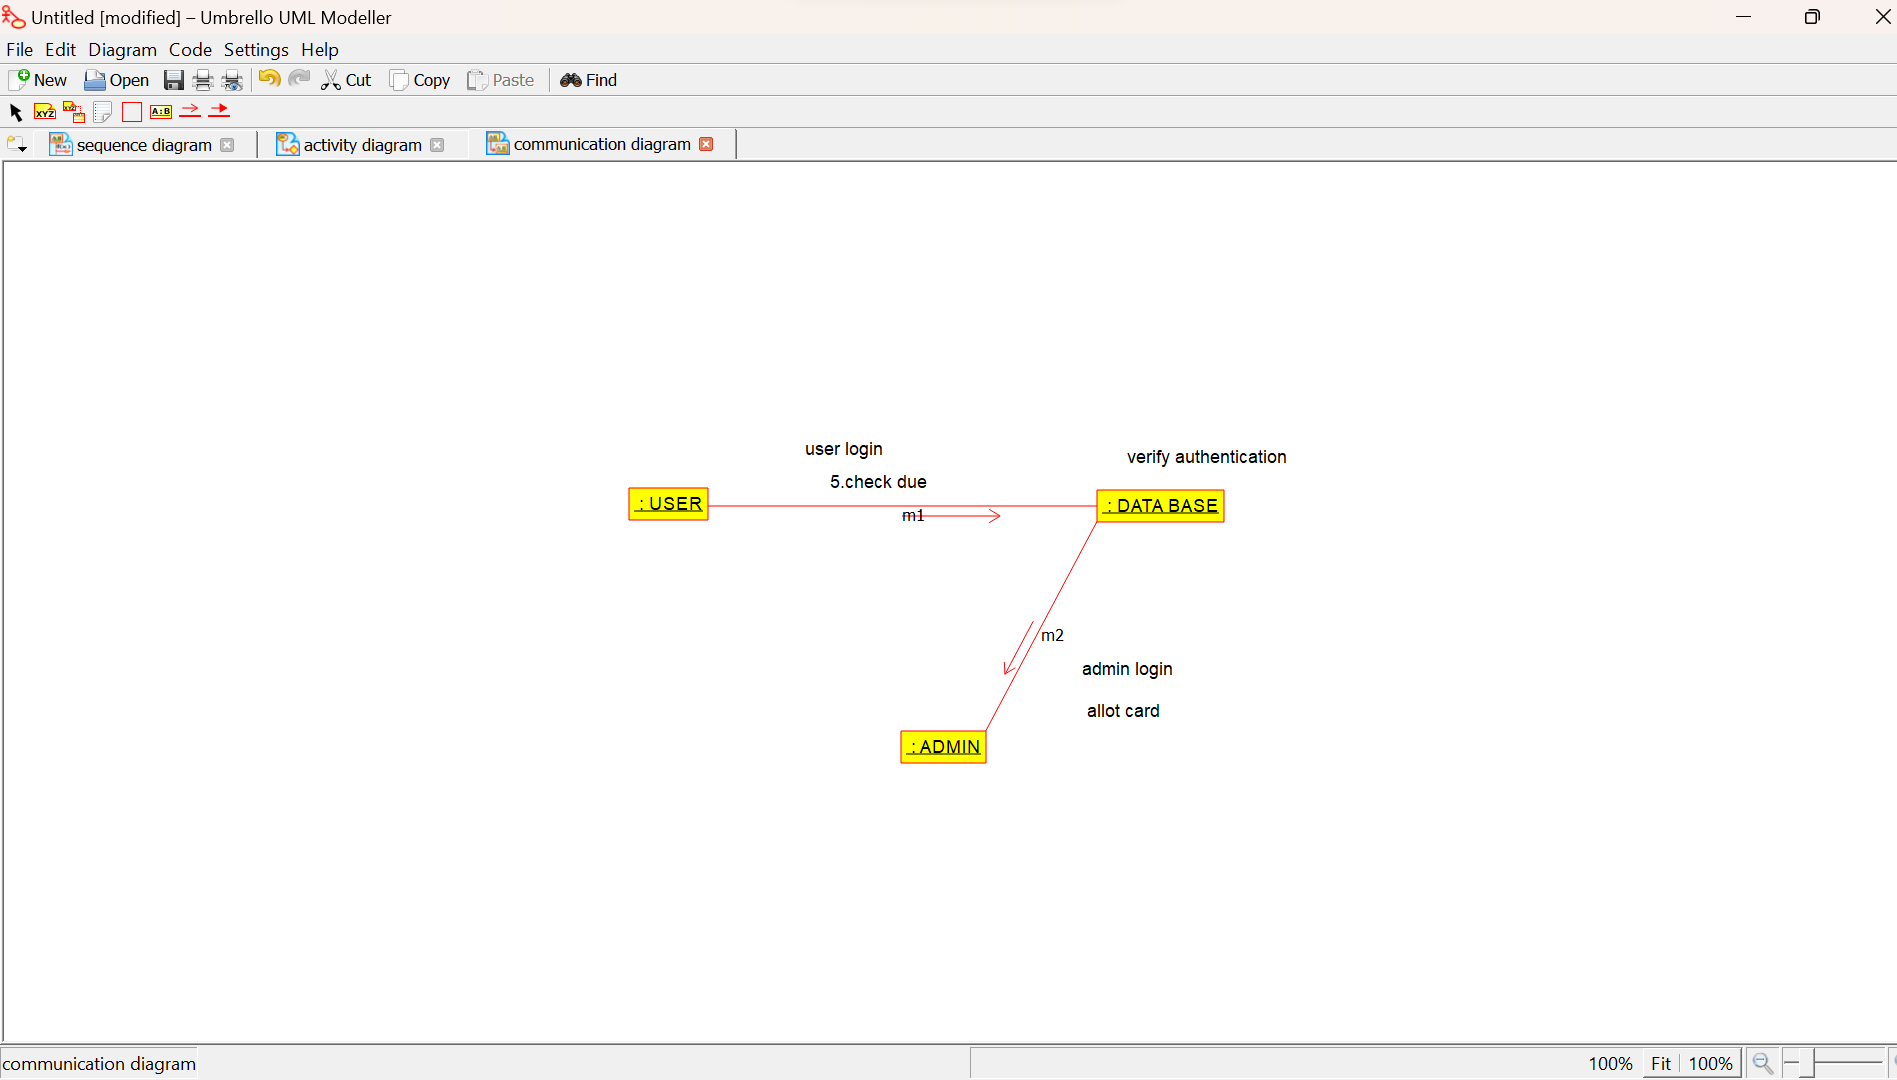 Untitled [modified] – Umbrello UML Modeller
File Edit Diagram Code Settings Help
New Open Cut Copy Paste Find
XYZ XYZ A:B
sequence diagram activity diagram communication diagram
user login
verify authentication
5.check due
: USER
: DATA BASE
m1
m2
admin login
allot card
: ADMIN
communication diagram 100% Fit 100%